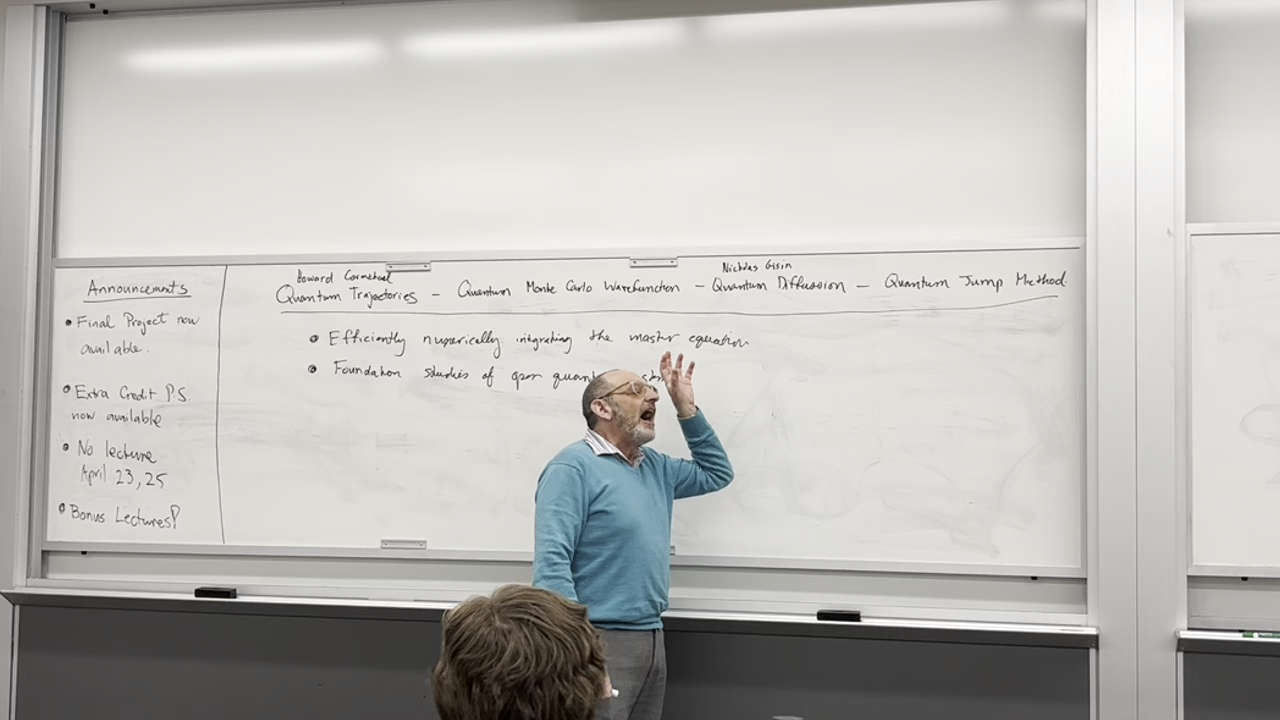 Announcements
• Final Project now
available.
• Extra Credit P.S.
now available
• No lecture
April 23, 25
• Bonus Lectures?
Howard Carmichael
Nicholas Gisin
Quantum Trajectories – Quantum Monte Carlo Wavefunction – Quantum Diffusion – Quantum Jump Method.
• Efficiently numerically integrating the master equation
• Foundation studies of